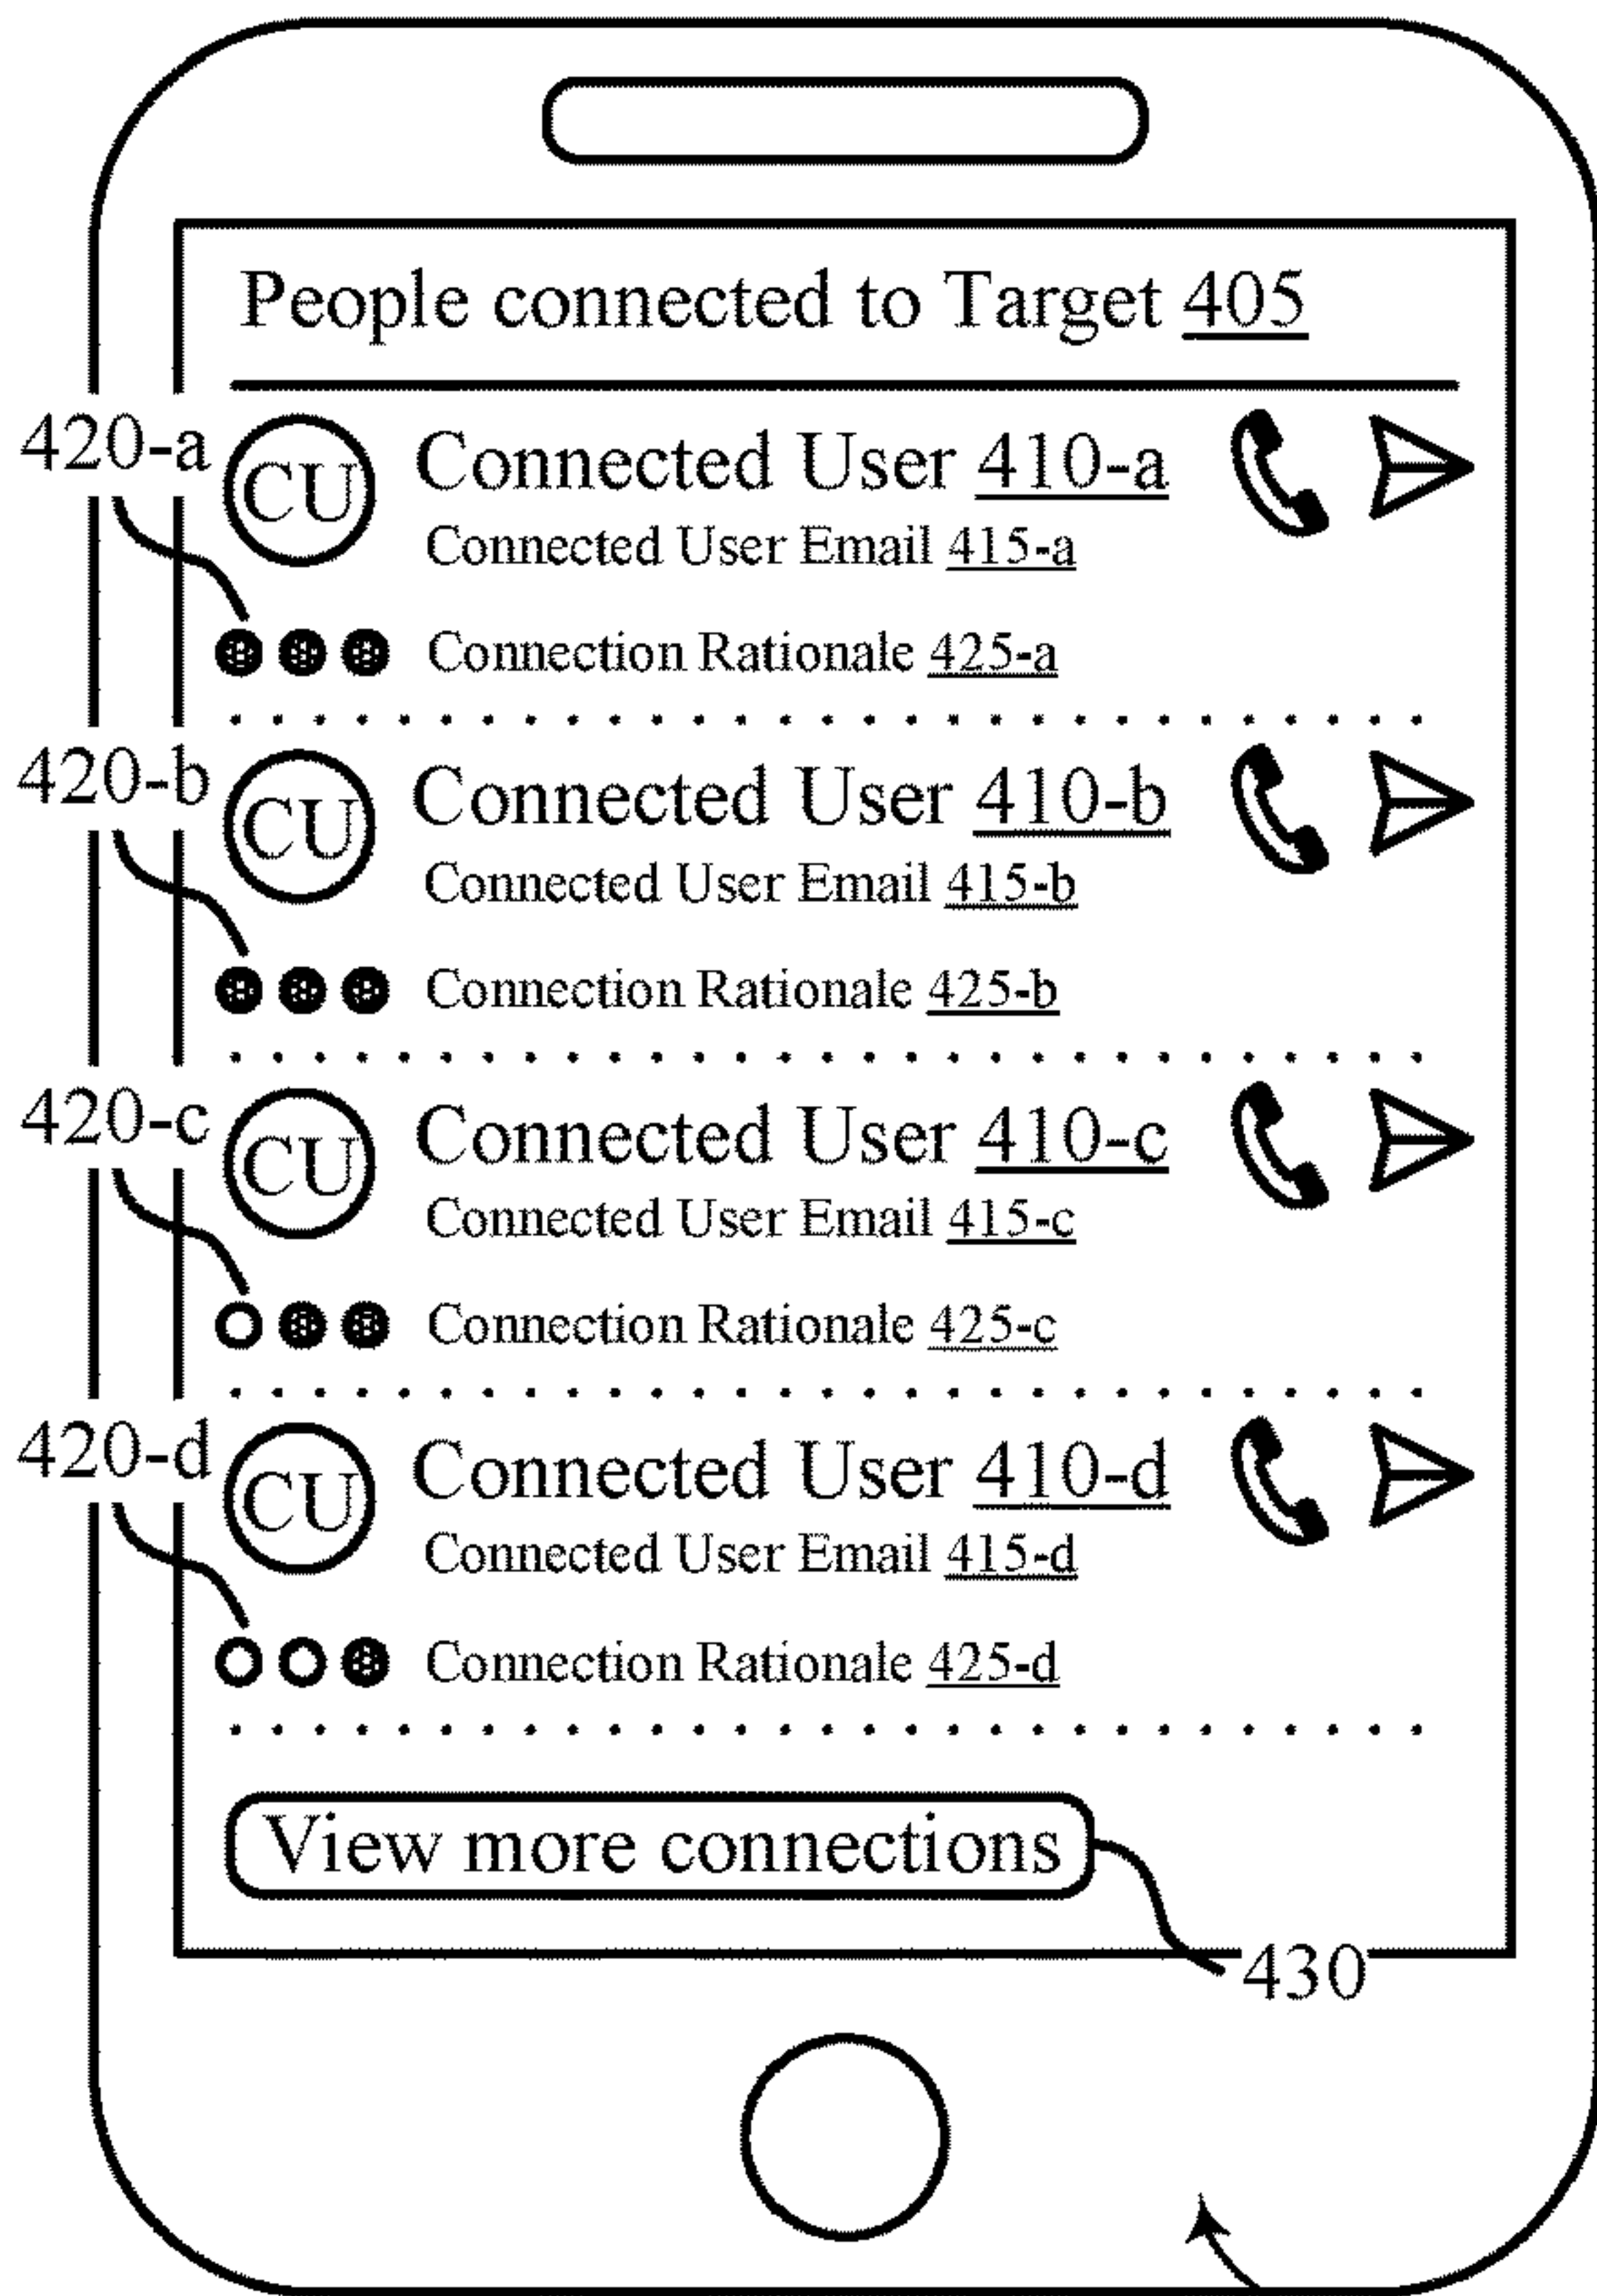 People connected to Target 405
420-a
CU
Connected User 410-a
Connected User Email 415-a
Connection Rationale 425-a
420-b
CU
Connected User 410-b
Connected User Email 415-b
Connection Rationale 425-b
420-c
CU
Connected User 410-c
Connected User Email 415-c
Connection Rationale 425-c
420-d
CU
Connected User 410-d
Connected User Email 415-d
Connection Rationale 425-d
View more connections
430